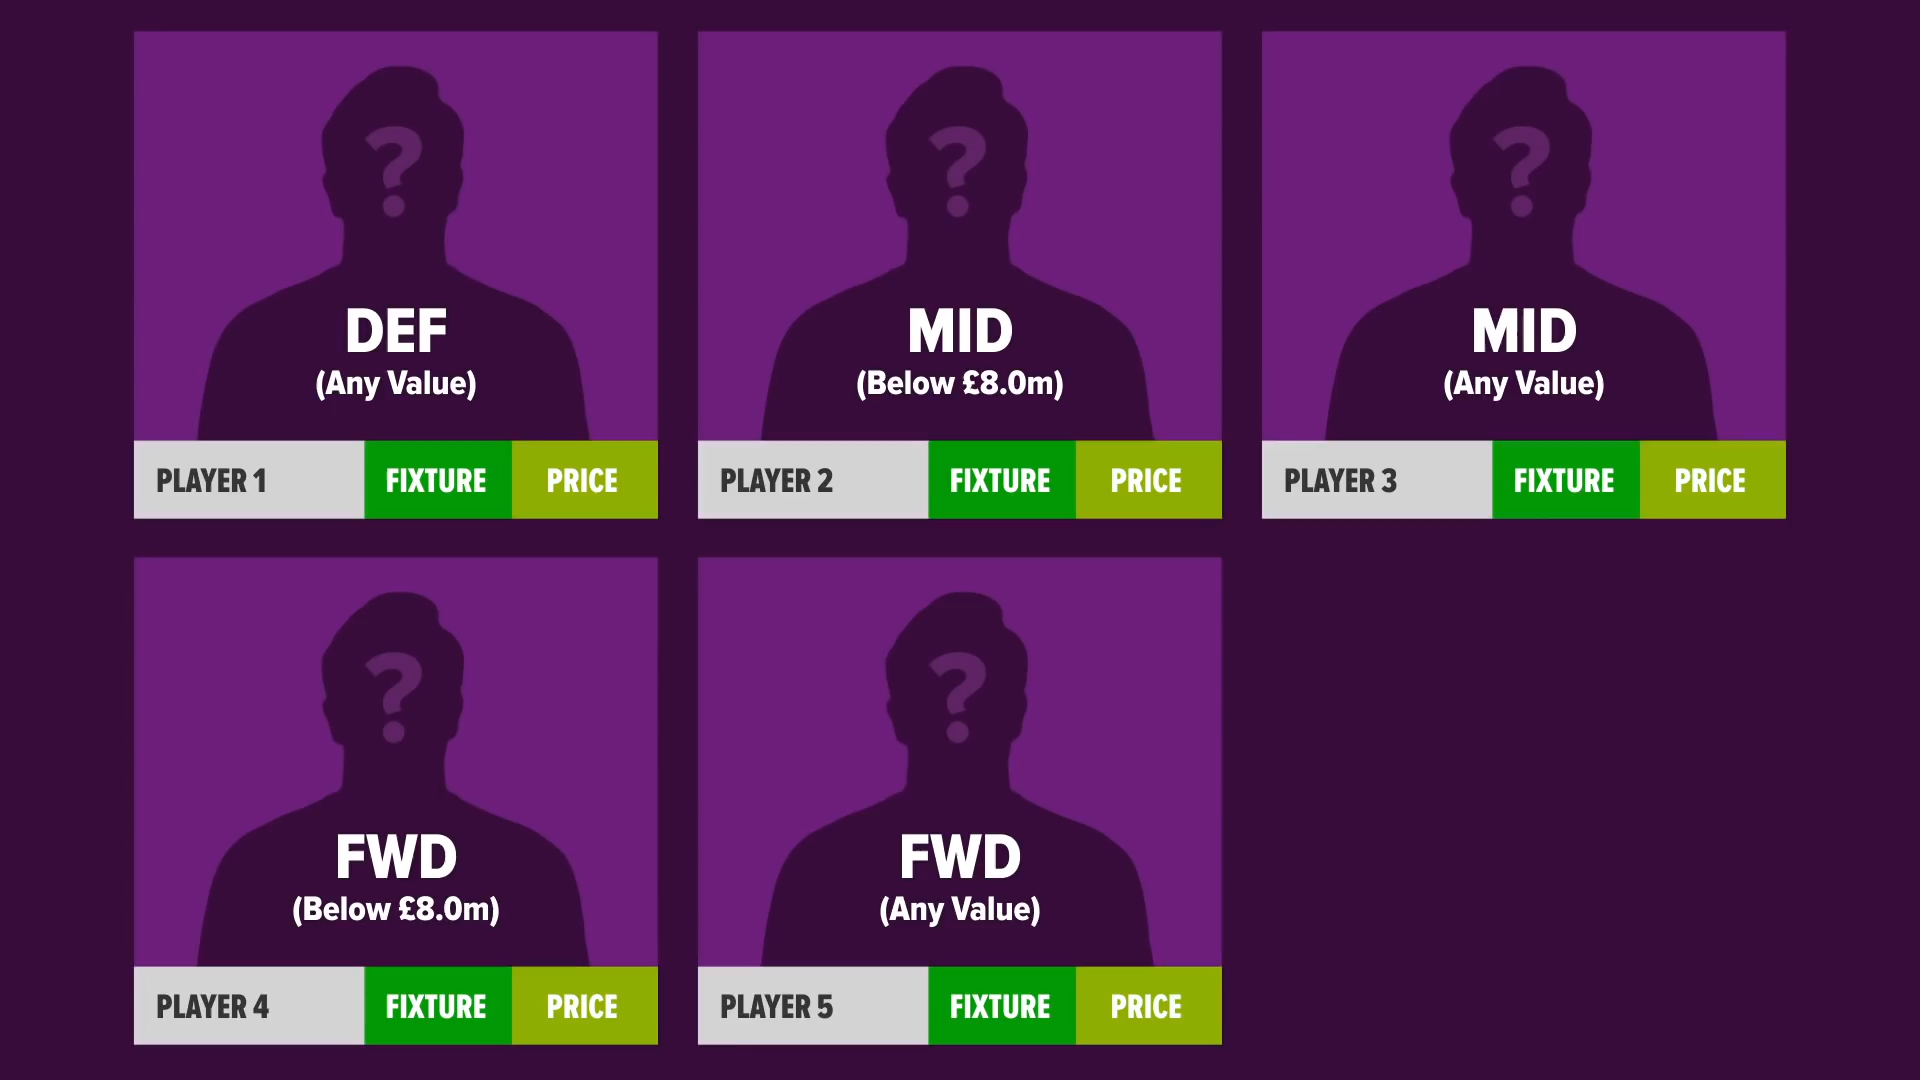 ?
DEF
(Any Value)
PLAYER 1 FIXTURE PRICE
?
MID
(Below £8.0m)
PLAYER 2 FIXTURE PRICE
?
MID
(Any Value)
PLAYER 3 FIXTURE PRICE
?
FWD
(Below £8.0m)
PLAYER 4 FIXTURE PRICE
?
FWD
(Any Value)
PLAYER 5 FIXTURE PRICE